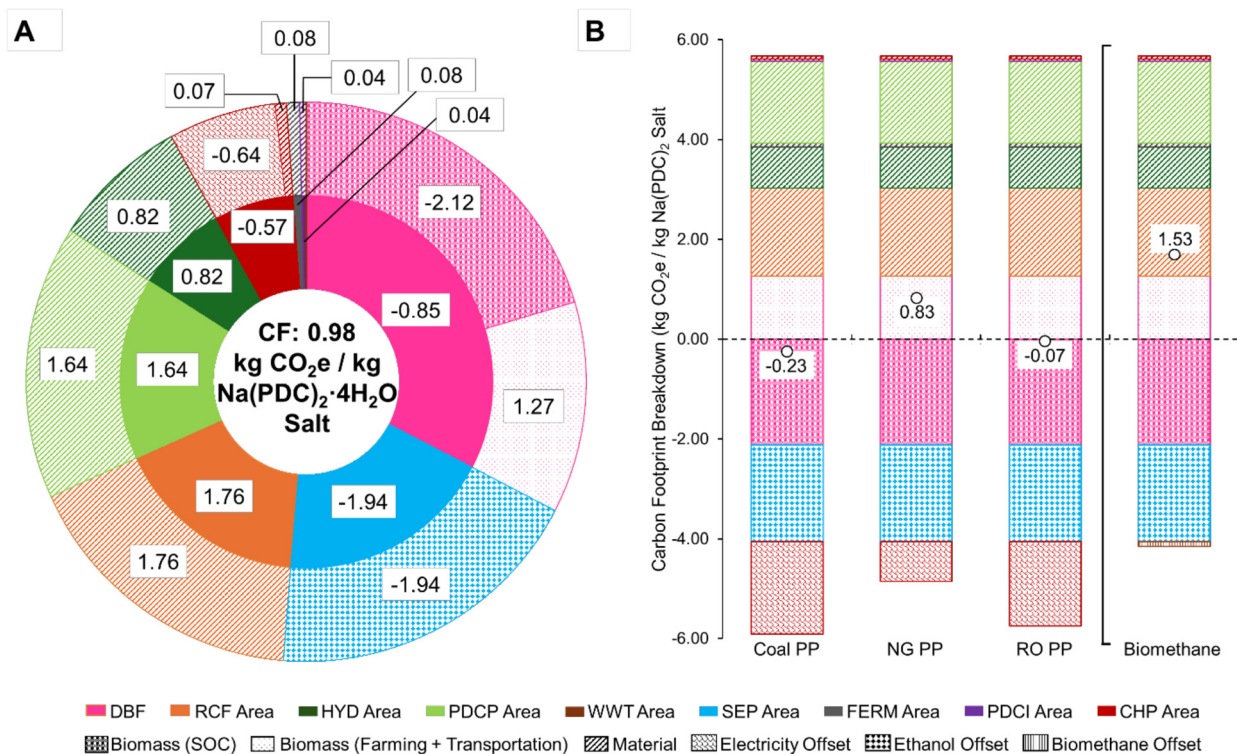 A
0.08
0.04
0.08
0.07
0.04
-0.64
-2.12
0.82
-0.57
0.82
-0.85
CF: 0.98
kg CO₂e / kg
Na(PDC)₂·4H₂O
Salt
1.64
1.64
1.27
1.76
-1.94
1.76
-1.94
B
Carbon Footprint Breakdown (kg CO₂e / kg Na(PDC)₂ Salt
6.00
4.00
2.00
0.00
-2.00
-4.00
-6.00
-0.23
0.83
-0.07
1.53
Coal PP NG PP RO PP Biomethane
DBF RCF Area HYD Area PDCP Area WWT Area SEP Area FERM Area PDCI Area CHP Area
Biomass (SOC) Biomass (Farming + Transportation) Material Electricity Offset Ethanol Offset Biomethane Offset